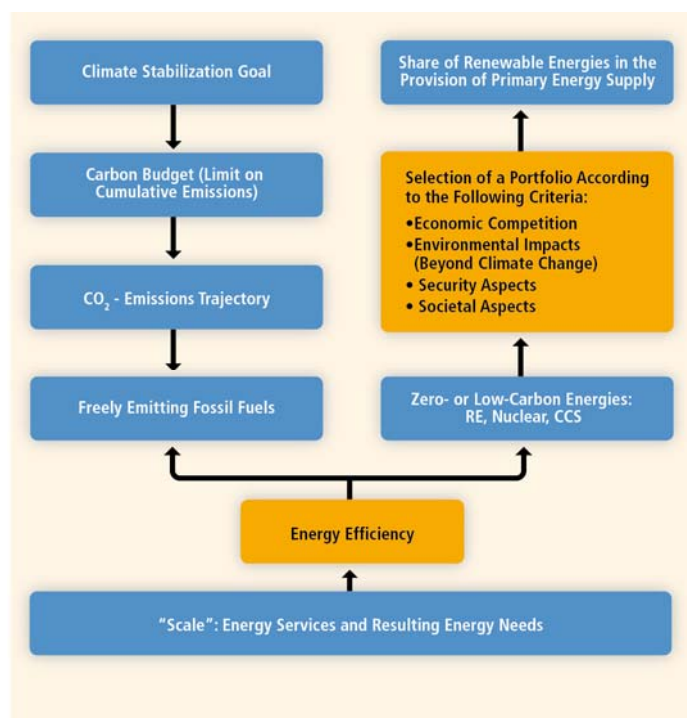 Climate Stabilization Goal
Carbon Budget (Limit on
Cumulative Emissions)
CO₂ - Emissions Trajectory
Freely Emitting Fossil Fuels
Share of Renewable Energies in the
Provision of Primary Energy Supply
Selection of a Portfolio According
to the Following Criteria:
•Economic Competition
•Environmental Impacts
(Beyond Climate Change)
• Security Aspects
• Societal Aspects
Zero- or Low-Carbon Energies:
RE, Nuclear, CCS
Energy Efficiency
“Scale”: Energy Services and Resulting Energy Needs